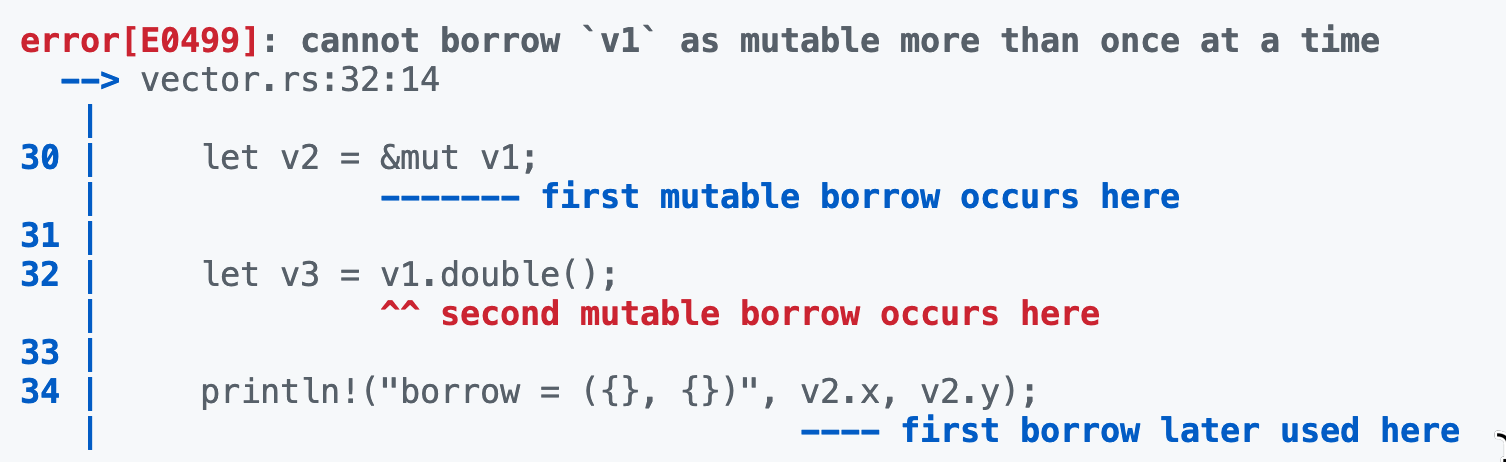 error[E0499]: cannot borrow `v1` as mutable more than once at a time
  --> vector.rs:32:14
   |
30 |     let v2 = &mut v1;
   |              ------- first mutable borrow occurs here
31 |
32 |     let v3 = v1.double();
   |              ^^ second mutable borrow occurs here
33 |
34 |     println!("borrow = ({}, {})", v2.x, v2.y);
   |                                   ---- first borrow later used here